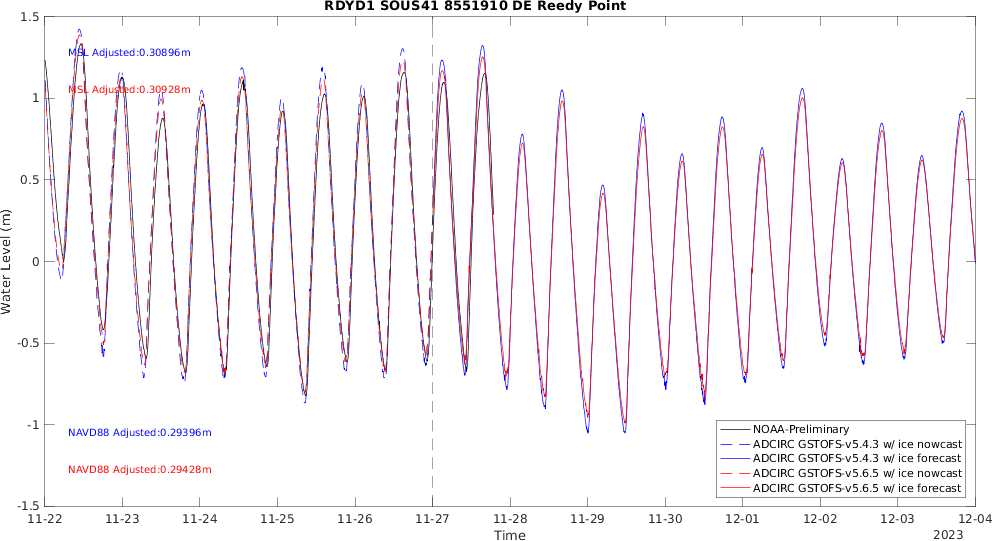 RDYD1 SOUS41 8551910 DE Reedy Point
1.5
1
0.5
0
-0.5
-1
-1.5
Water Level (m)
MSL Adjusted:0.30896m
MSL Adjusted:0.30928m
NAVD88 Adjusted:0.29396m
NAVD88 Adjusted:0.29428m
NOAA-Preliminary
ADCIRC GSTOFS-v5.4.3 w/ ice nowcast
ADCIRC GSTOFS-v5.4.3 w/ ice forecast
ADCIRC GSTOFS-v5.6.5 w/ ice nowcast
ADCIRC GSTOFS-v5.6.5 w/ ice forecast
11-22 11-23 11-24 11-25 11-26 11-27 11-28 11-29 11-30 12-01 12-02 12-03 12-04
Time
2023